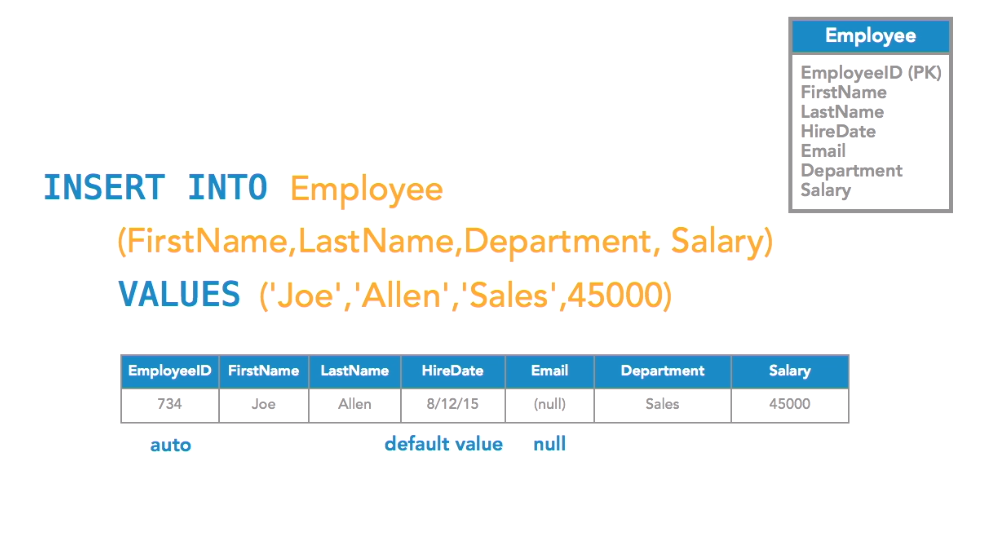 Employee
EmployeeID (PK)
FirstName
LastName
HireDate
Email
Department
Salary
INSERT INTO Employee
(FirstName,LastName,Department, Salary)
VALUES ('Joe','Allen','Sales',45000)
EmployeeID FirstName LastName HireDate Email Department Salary
734 Joe Allen 8/12/15 (null) Sales 45000
auto default value null